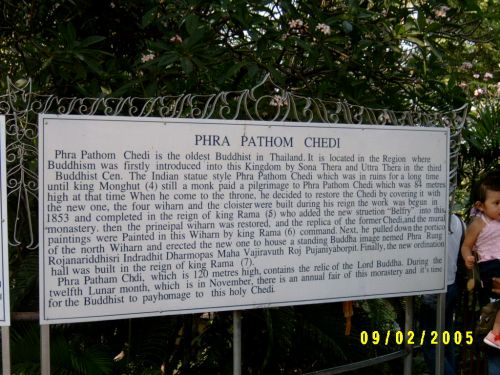 PHRA PATHOM CHEDI
Phra Pathom Chedi is the oldest Buddhist in Thailand. It is located in the Region where
Buddhism was firstly introduced into this Kingdom by Sona Thera and Uttra Thera in the third
Buddhist Cen. The Indian statue style Phra Pathom Chedi which was in ruins for a long time
until king Monghut (4) still a monk paid a pilgrimage to Phra Pathom Chedi which was 84 metres
high at that time When he come to the throne, he decided to restore the Chedi by covering it with
the new one, the four wiham and the cloister were built during his reign the work was begun in
1853 and completed in the reign of king Rama (5) who added the new struetion "Belfry" into this
monastery, then the principal wiharn was restored, and the replica of the former Chedi,and the mural
paintings were Painted in this Wiharn by king Rama (6) command. Next, he pulled down the portico
of the north Wiharn and erected the new one to house a standing Buddha image named Phra Ruang
Rojanariddhisri Indradhit Dharmopas Maha Vajiravuth Roj Pujaniyaborpit. Finally, the new ordination
hall was built in the reign of king Rama (7).
Phra Patham Chdi, which is 120 metres high, contains the relic of the Lord Buddha. During the
twelfth Lunar month, which is in November, there is an annual fair of this monastery and it's time
for the Buddhist to payhomage to this holy Chedi.
09/02/2005